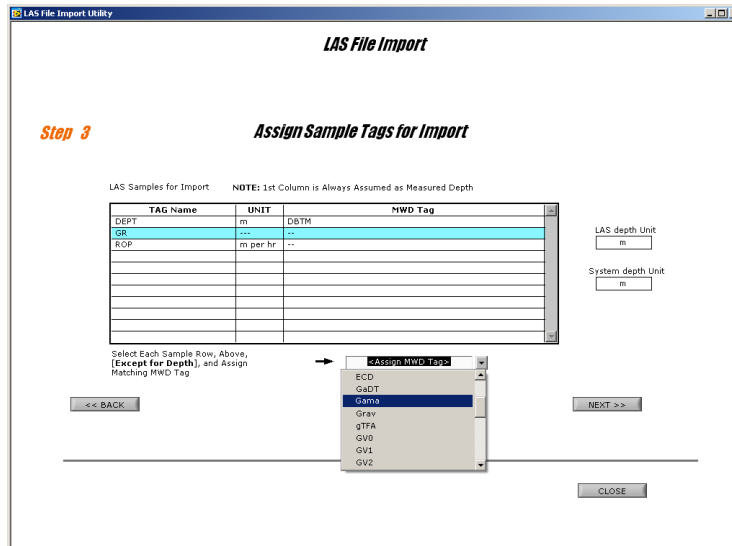 LAS File Import Utility
LAS File Import
Step 3
Assign Sample Tags for Import
LAS Samples for Import NOTE: 1st Column is Always Assumed as Measured Depth
TAG Name UNIT MWD Tag
DEPT m DBTM
GR --- --
ROP m per hr --
LAS depth Unit
m
System depth Unit
m
Select Each Sample Row, Above,
[Except for Depth], and Assign
Matching MWD Tag
<Assign MWD Tag>
ECD
GaDT
Gama
Grav
gTFA
GV0
GV1
GV2
<< BACK
NEXT >>
CLOSE